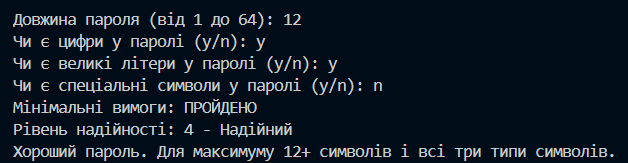 Довжина пароля (від 1 до 64): 12
Чи є цифри у паролі (y/n): y
Чи є великі літери у паролі (y/n): y
Чи є спеціальні символи у паролі (y/n): n
Мінімальні вимоги: ПРОЙДЕНО
Рівень надійності: 4 - Надійний
Хороший пароль. Для максимуму 12+ символів і всі три типи символів.